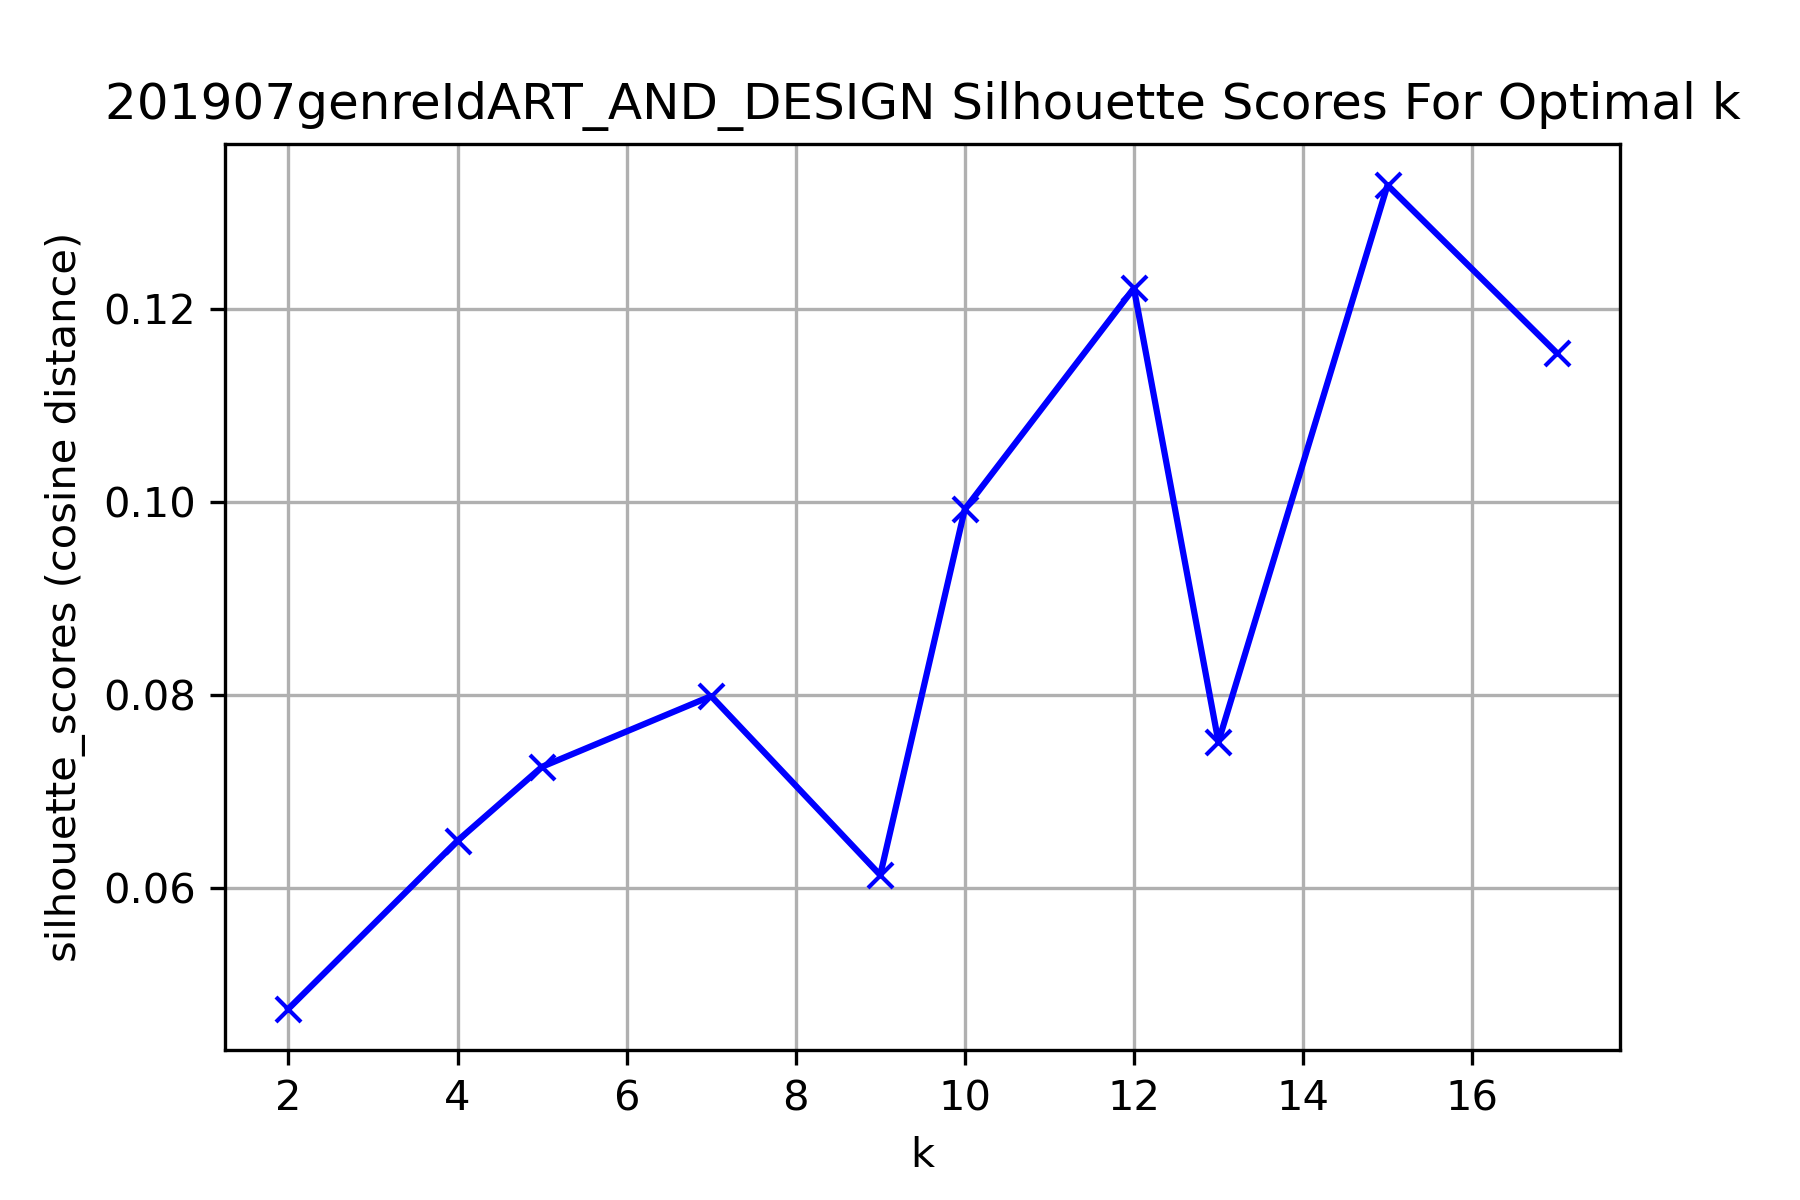 201907genreIdART_AND_DESIGN Silhouette Scores For Optimal k
silhouette_scores (cosine distance)
0.12
0.10
0.08
0.06
2 4 6 8 10 12 14 16
k